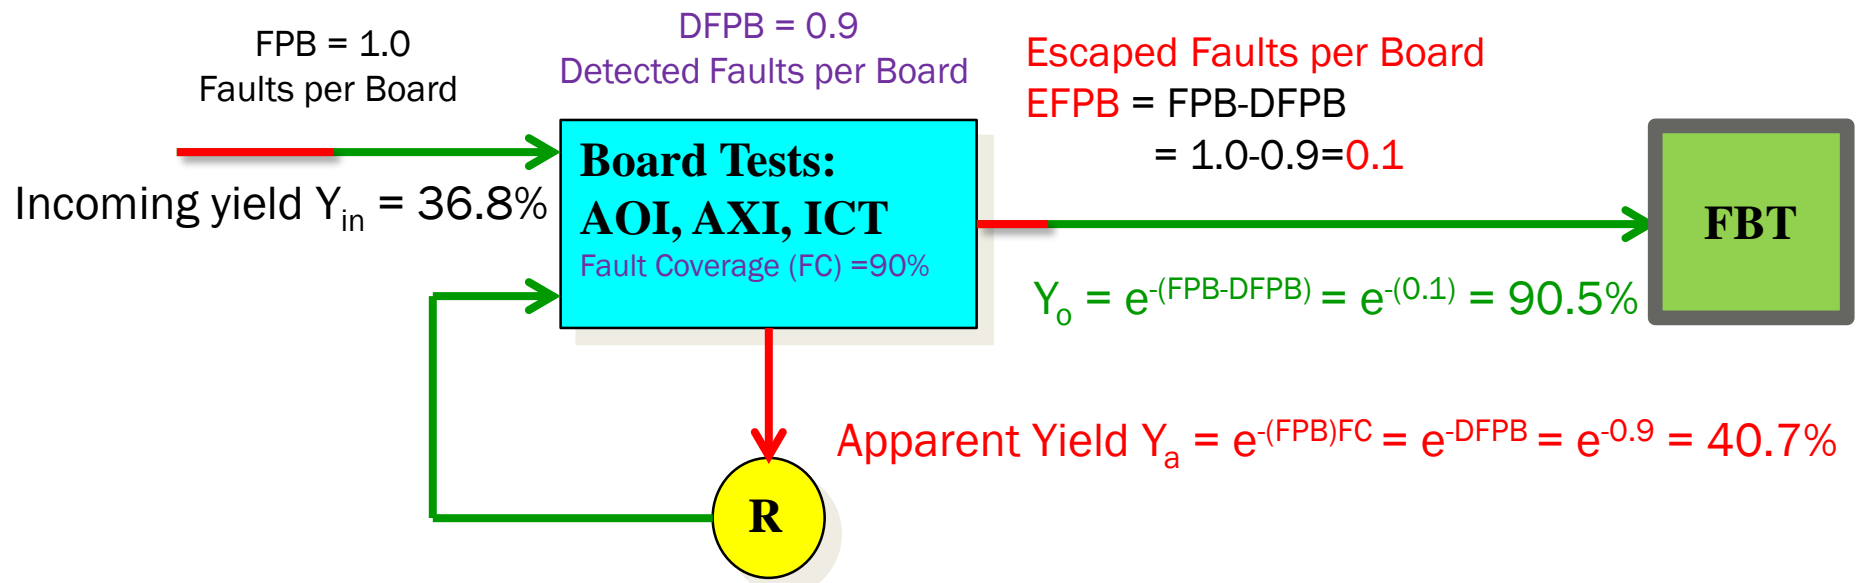 FPB = 1.0
Faults per Board
DFPB = 0.9
Detected Faults per Board
Escaped Faults per Board
EFPB = FPB-DFPB
= 1.0-0.9=0.1
Incoming yield Yin = 36.8%
Board Tests:
AOI, AXI, ICT
Fault Coverage (FC) =90%
FBT
Yo = e-(FPB-DFPB) = e-(0.1) = 90.5%
Apparent Yield Ya = e-(FPB)FC = e-DFPB = e-0.9 = 40.7%
R